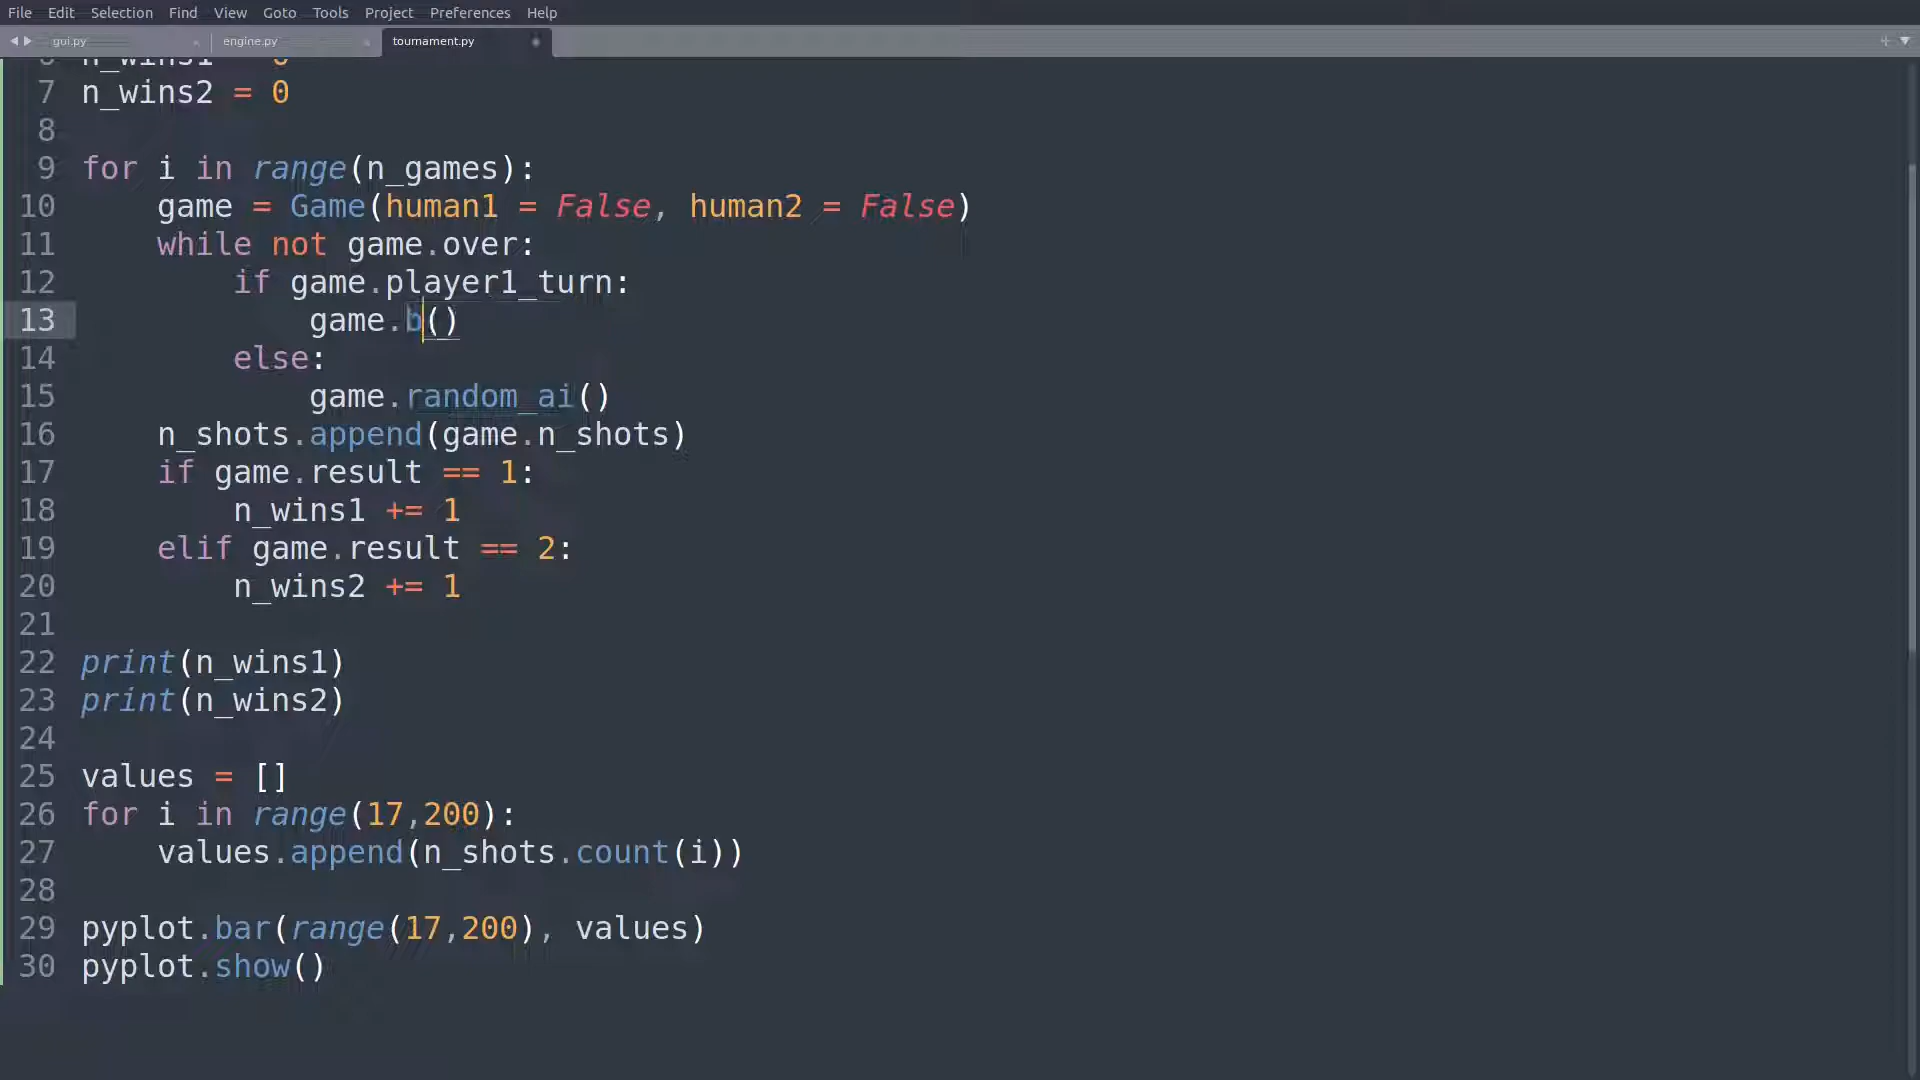 File Edit Selection Find View Goto Tools Project Preferences Help
gui.py engine.py tournament.py
6 n_wins1 = 0
7 n_wins2 = 0
8
9 for i in range(n_games):
10 game = Game(human1 = False, human2 = False)
11 while not game.over:
12 if game.player1_turn:
13 game.b()
14 else:
15 game.random_ai()
16 n_shots.append(game.n_shots)
17 if game.result == 1:
18 n_wins1 += 1
19 elif game.result == 2:
20 n_wins2 += 1
21
22 print(n_wins1)
23 print(n_wins2)
24
25 values = []
26 for i in range(17,200):
27 values.append(n_shots.count(i))
28
29 pyplot.bar(range(17,200), values)
30 pyplot.show()